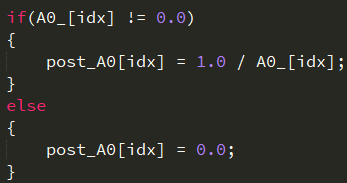 if(A0_[idx] != 0.0)
{
    post_A0[idx] = 1.0 / A0_[idx];
}
else
{
    post_A0[idx] = 0.0;
}